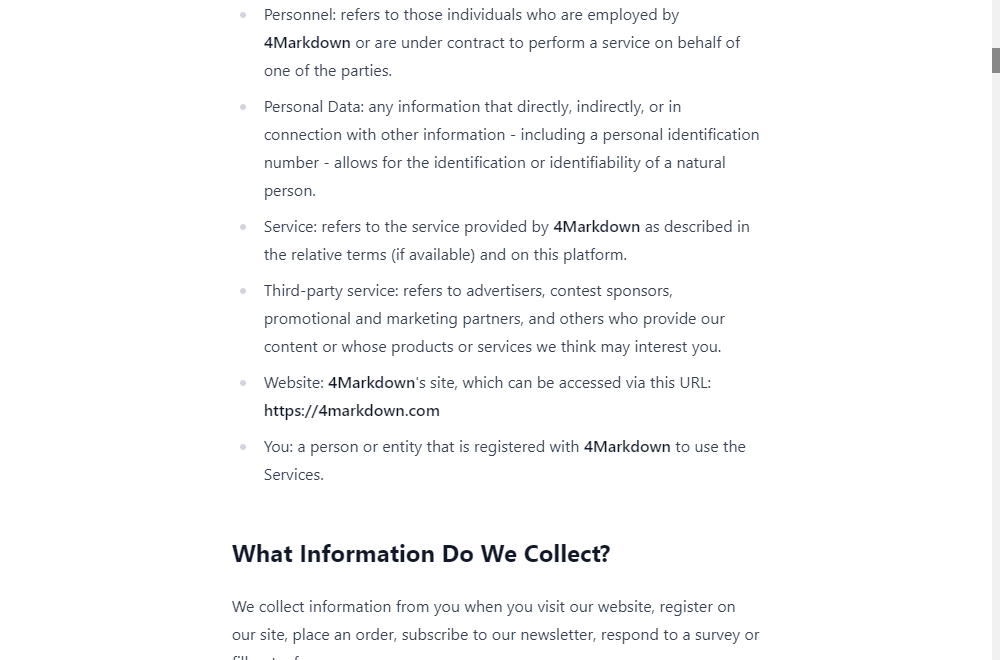 Personnel: refers to those individuals who are employed by
4Markdown or are under contract to perform a service on behalf of
one of the parties.
Personal Data: any information that directly, indirectly, or in
connection with other information - including a personal identification
number - allows for the identification or identifiability of a natural
person.
Service: refers to the service provided by 4Markdown as described in
the relative terms (if available) and on this platform.
Third-party service: refers to advertisers, contest sponsors,
promotional and marketing partners, and others who provide our
content or whose products or services we think may interest you.
Website: 4Markdown's site, which can be accessed via this URL:
https://4markdown.com
You: a person or entity that is registered with 4Markdown to use the
Services.
What Information Do We Collect?
We collect information from you when you visit our website, register on
our site, place an order, subscribe to our newsletter, respond to a survey or